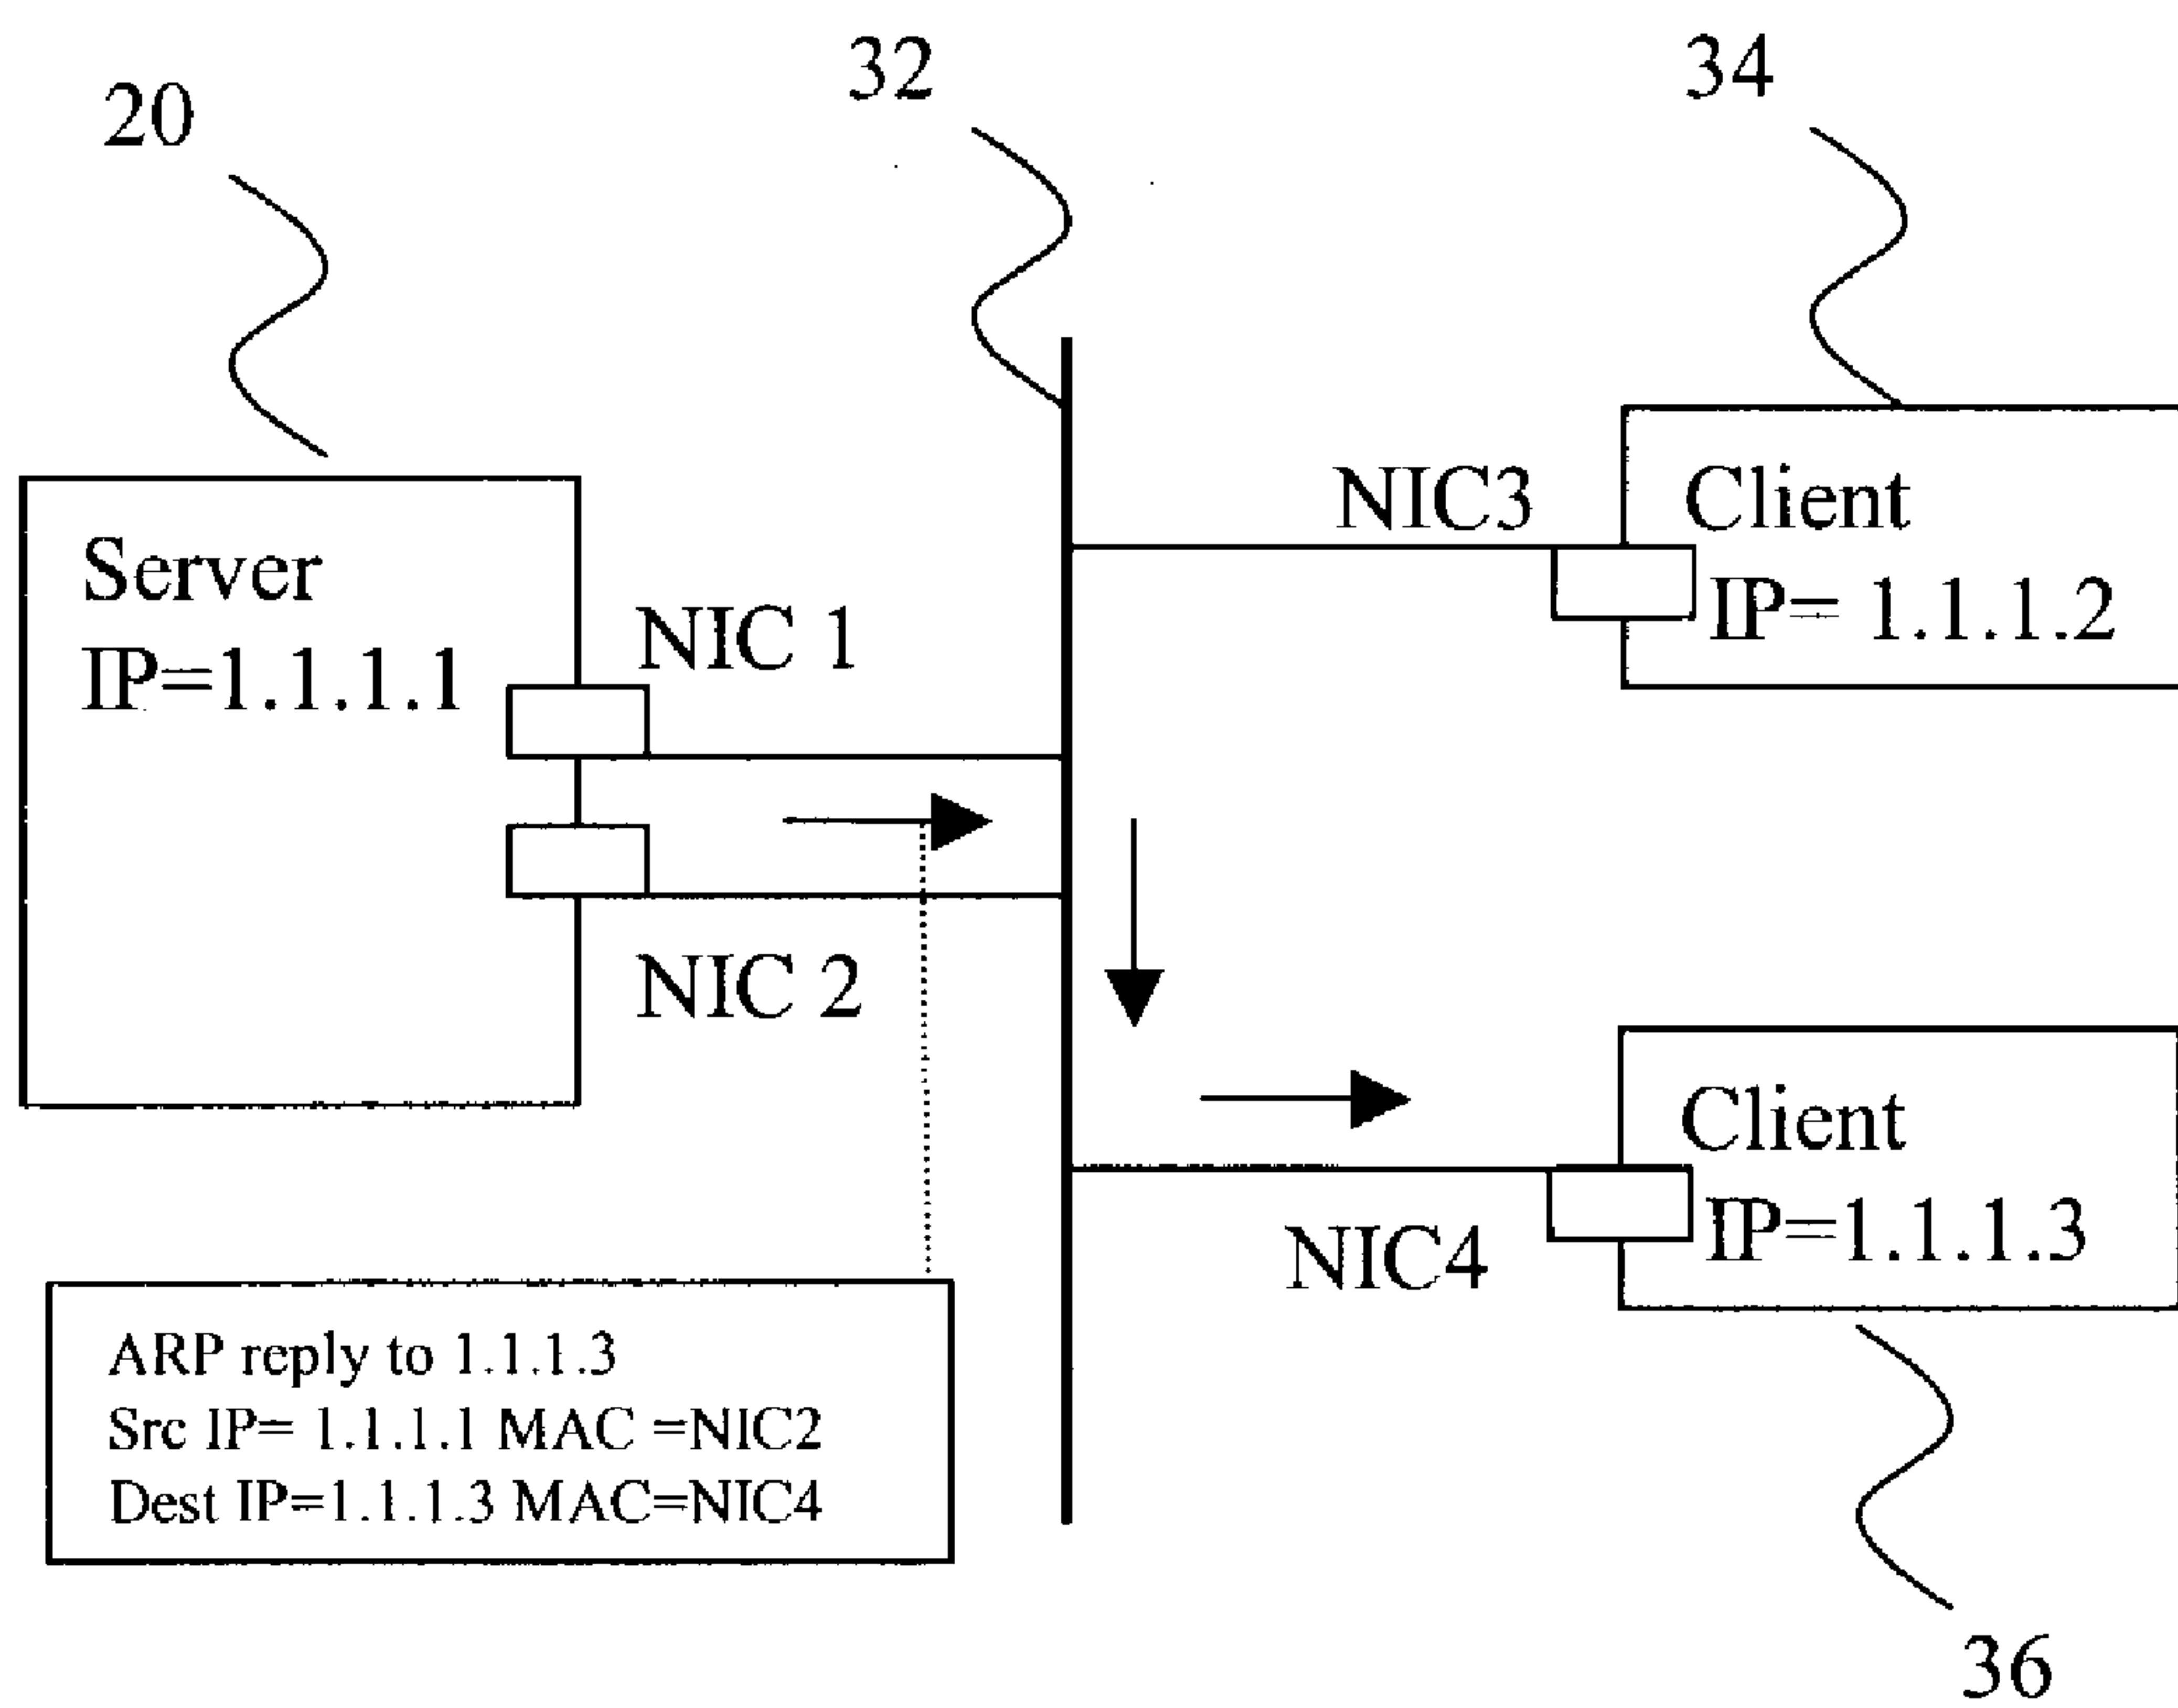 20
32
34
Server
IP=1.1.1.1
NIC 1
NIC 2
NIC3
Client
IP= 1.1.1.2
Client
IP=1.1.1.3
NIC4
ARP reply to 1.1.1.3
Src IP= 1.1.1.1 MAC =NIC2
Dest IP=1.1.1.3 MAC=NIC4
36